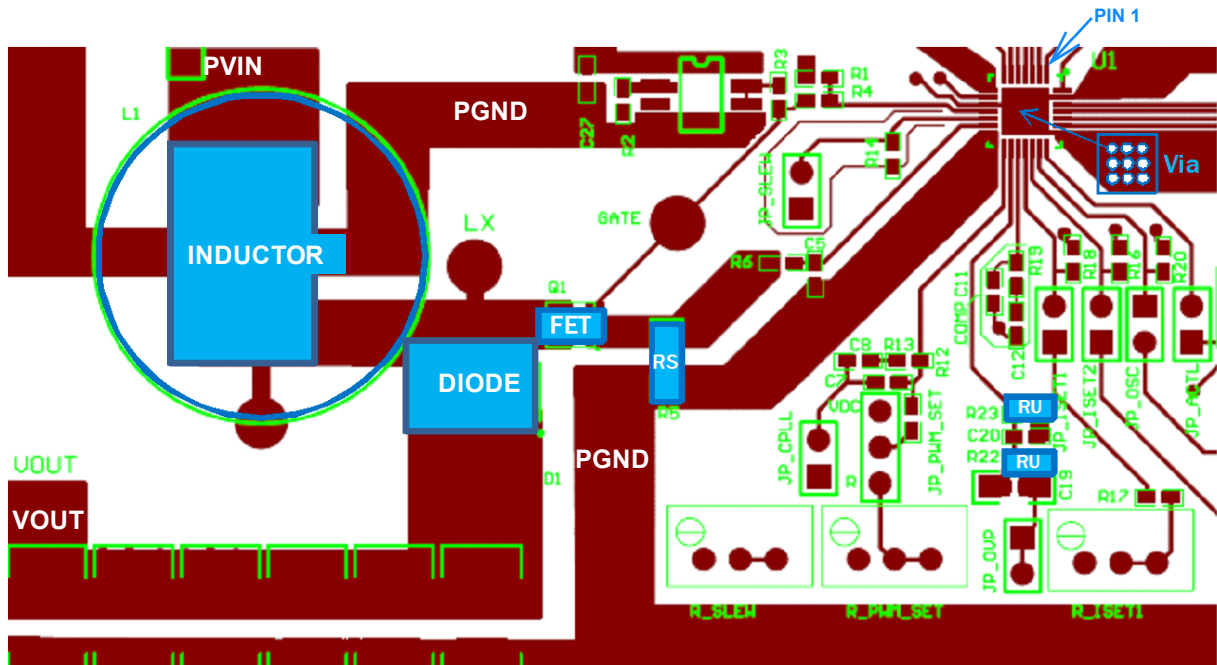 PIN 1
U1
PVIN
L1
PGND
R3
R1
R4
C27
R2
R14
JP_SLEW
Via
GATE
LX
INDUCTOR
R6
C5
R19
R18
R16
R20
Q1
FET
C11
COMP
C12
RS
R5
DIODE
C8
R13
R12
C7
JP_ISET1
JP_ISET2
JP_OSC
VDC
R
JP_PWM_SET
JP_CPLL
R23
RU
C20
R22
RU
C19
PGND
D1
VOUT
VOUT
R17
JP_OVP
R_SLEW
R_PWM_SET
R_ISET1